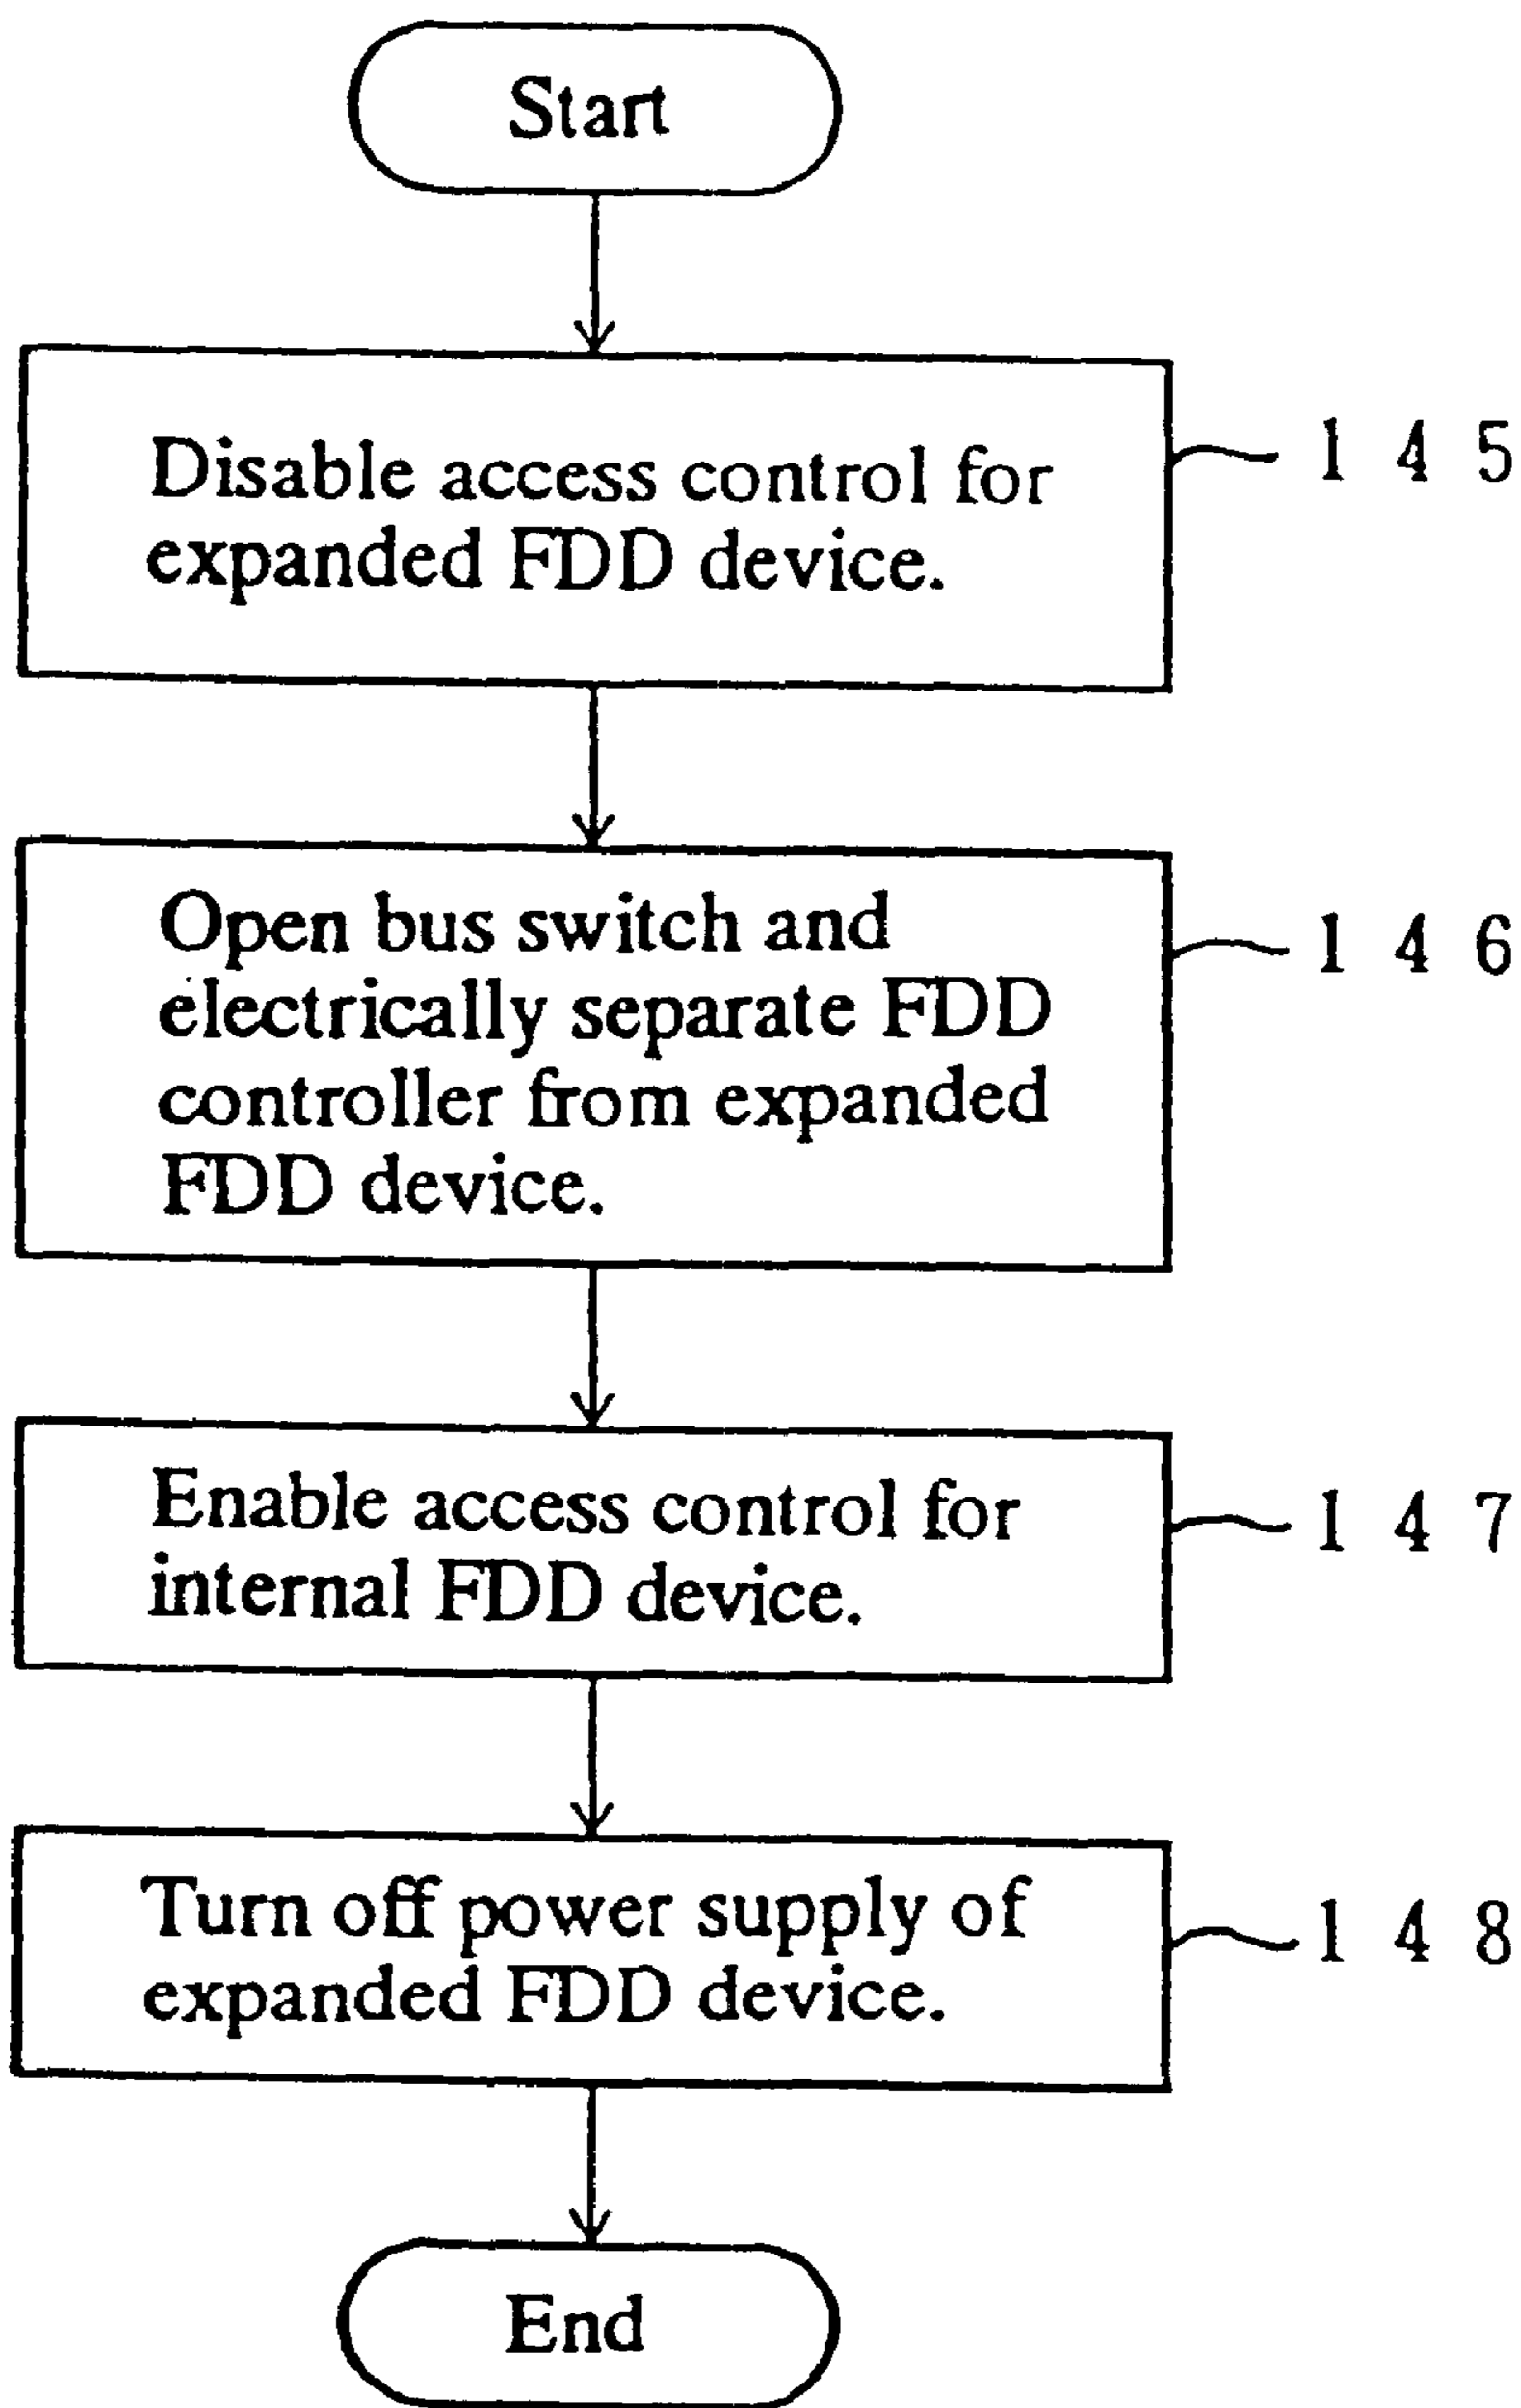 Start
Disable access control for
expanded FDD device.
1 4 5
Open bus switch and
electrically separate FDD
controller from expanded
FDD device.
1 4 6
Enable access control for
internal FDD device.
1 4 7
Turn off power supply of
expanded FDD device.
1 4 8
End